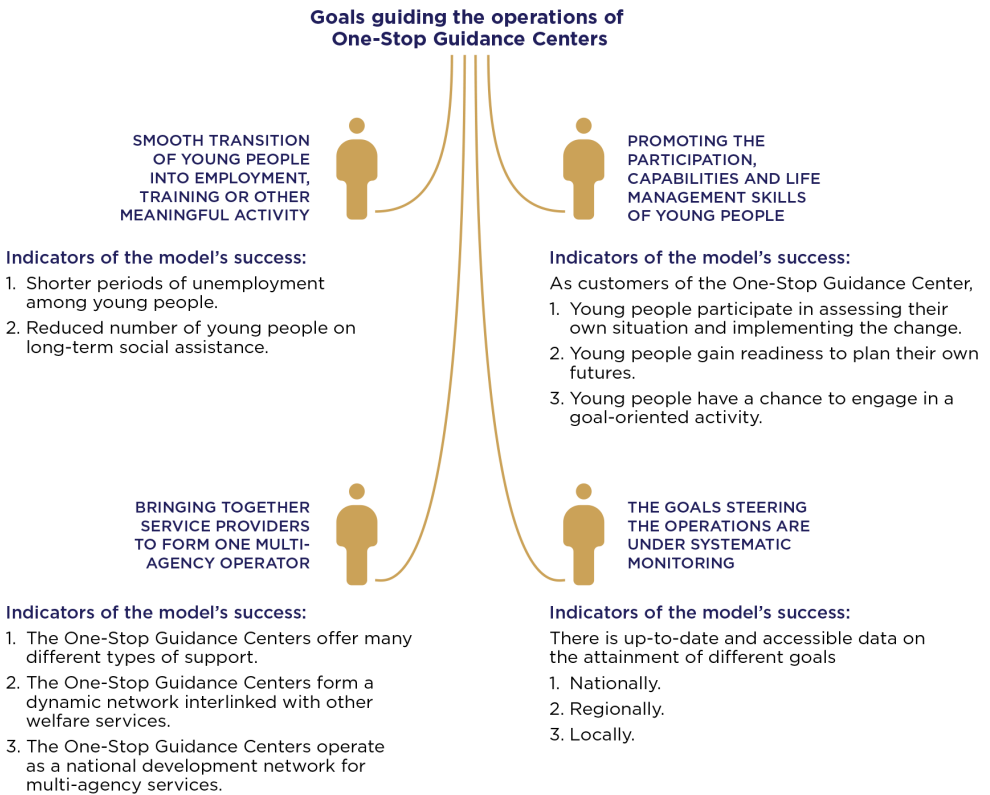 Goals guiding the operations of
One-Stop Guidance Centers
SMOOTH TRANSITION
OF YOUNG PEOPLE
INTO EMPLOYMENT,
TRAINING OR OTHER
MEANINGFUL ACTIVITY
Indicators of the model's success:
1. Shorter periods of unemployment
among young people.
2. Reduced number of young people on
long-term social assistance.
PROMOTING THE
PARTICIPATION,
CAPABILITIES AND LIFE
MANAGEMENT SKILLS
OF YOUNG PEOPLE
Indicators of the model's success:
As customers of the One-Stop Guidance Center,
1. Young people participate in assessing their
own situation and implementing the change.
2. Young people gain readiness to plan their own
futures.
3. Young people have a chance to engage in a
goal-oriented activity.
BRINGING TOGETHER
SERVICE PROVIDERS
TO FORM ONE MULTI-
AGENCY OPERATOR
Indicators of the model's success:
1. The One-Stop Guidance Centers offer many
different types of support.
2. The One-Stop Guidance Centers form a
dynamic network interlinked with other
welfare services.
3. The One-Stop Guidance Centers operate
as a national development network for
multi-agency services.
THE GOALS STEERING
THE OPERATIONS ARE
UNDER SYSTEMATIC
MONITORING
Indicators of the model's success:
There is up-to-date and accessible data on
the attainment of different goals
1. Nationally.
2. Regionally.
3. Locally.